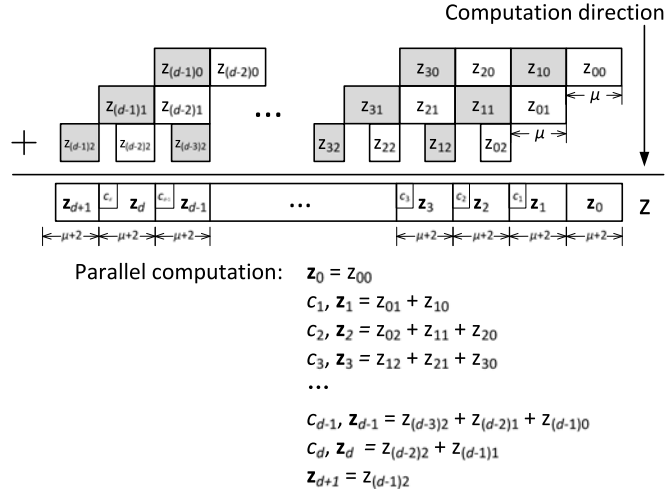 Computation direction
z(d-1)0 z(d-2)0 z30 z20 z10 z00
z(d-1)1 z(d-2)1 ... z31 z21 z11 z01 μ
+ z(d-1)2 z(d-2)2 z(d-3)2 z32 z22 z12 z02 μ
zd+1 cd zd cd-1 zd-1 ... c3 z3 c2 z2 c1 z1 z0 Z
μ+2 μ+2 μ+2 μ+2 μ+2 μ+2 μ+2
Parallel computation: z0 = z00
c1, z1 = z01 + z10
c2, z2 = z02 + z11 + z20
c3, z3 = z12 + z21 + z30
...
cd-1, zd-1 = z(d-3)2 + z(d-2)1 + z(d-1)0
cd, zd = z(d-2)2 + z(d-1)1
zd+1 = z(d-1)2